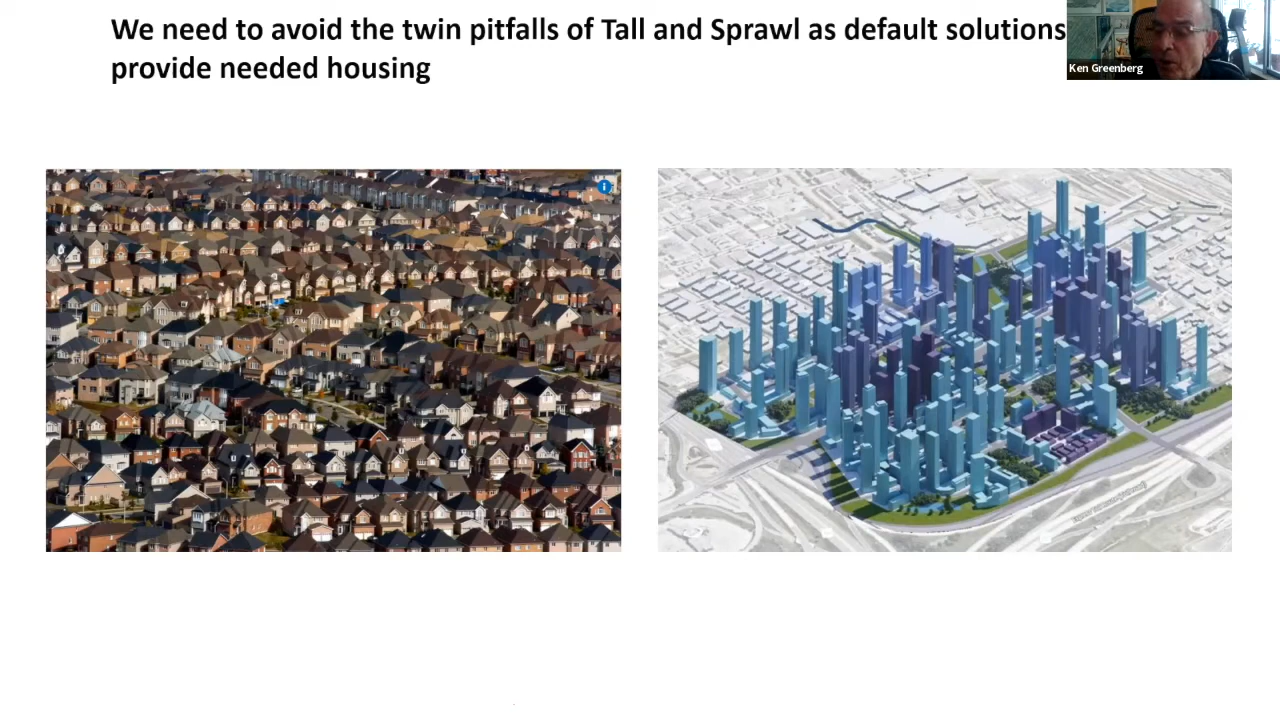 We need to avoid the twin pitfalls of Tall and Sprawl as default solutions
provide needed housing
Ken Greenberg